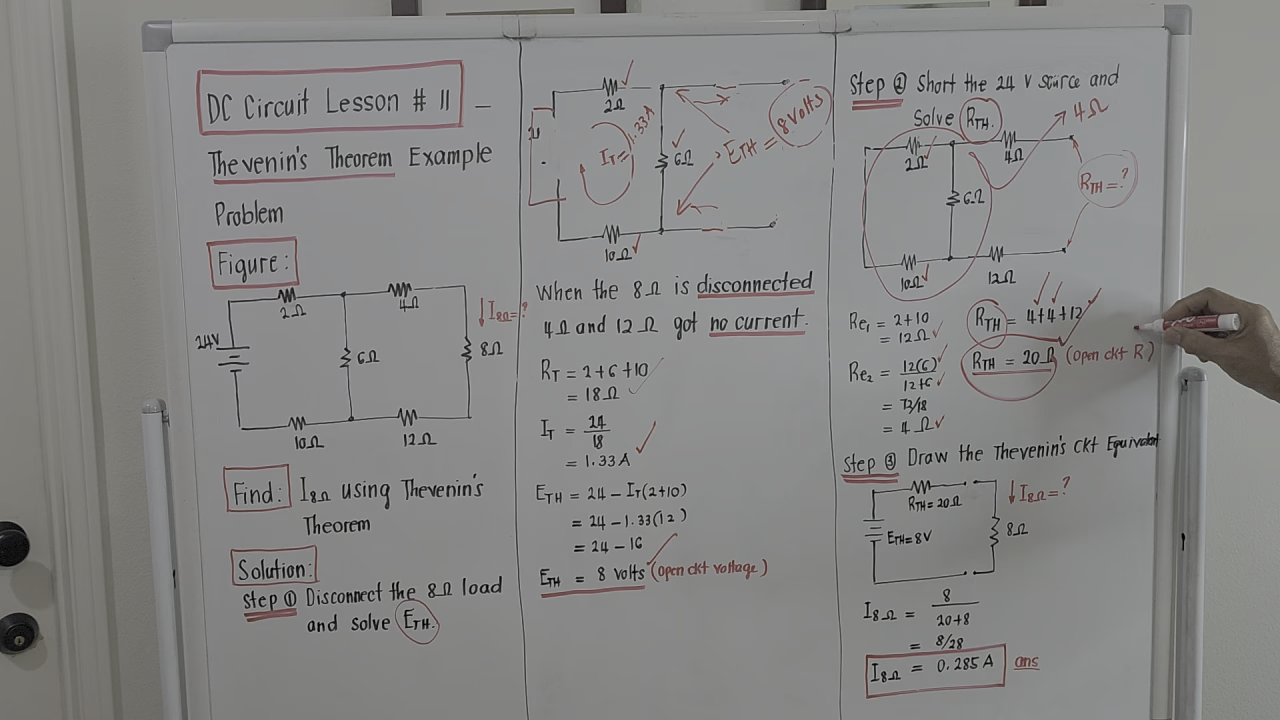 DC Circuit Lesson # 11 –
Thevenin's Theorem Example
Problem
Figure:
2Ω
4Ω
I8Ω=?
24V
6Ω
8Ω
10Ω
12Ω
Find: I8Ω using Thevenin's
Theorem
Solution:
Step ① Disconnect the 8Ω load
and solve ETH.
2Ω
IT=1.33A
6Ω
ETH = 8 volts
10Ω
When the 8Ω is disconnected
4Ω and 12Ω got no current.
RT = 2+6+10
= 18Ω
IT = 24/18
= 1.33A
ETH = 24 – IT(2+10)
= 24 – 1.33(12)
= 24 – 16
ETH = 8 volts (open ckt voltage)
Step ② Short the 24 V source and
Solve RTH.
4Ω
2Ω
4Ω
6Ω
RTH=?
10Ω
12Ω
Re1 = 2+10
= 12Ω
Re2 = 12(6)/12+6
= 72/18
= 4Ω
RTH = 4+4+12
RTH = 20Ω (open ckt R)
Step ③ Draw the Thevenin's Ckt Equivalent
RTH=20Ω
I8Ω=?
ETH=8V
8Ω
I8Ω = 8/20+8
= 8/28
I8Ω = 0.285A ans